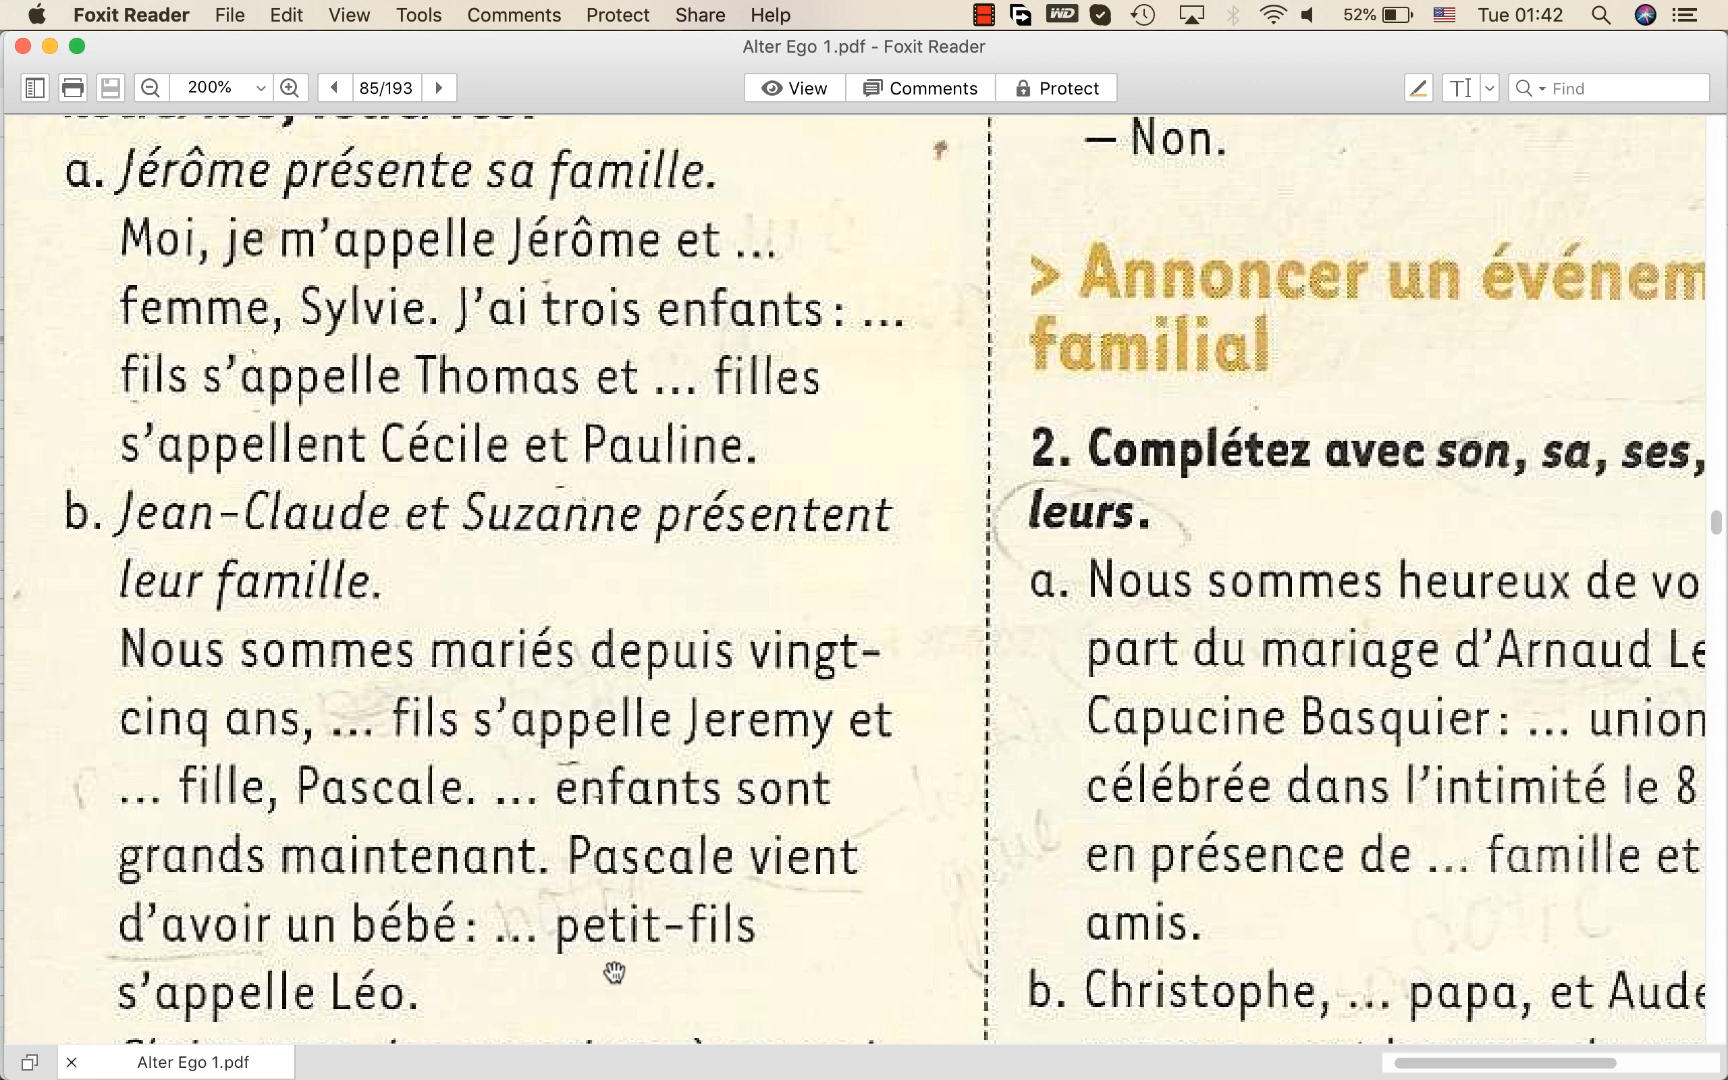 Foxit Reader File Edit View Tools Comments Protect Share Help WD 52% Tue 01:42
Alter Ego 1.pdf - Foxit Reader
200% 85/193 View Comments Protect Find
a. Jérôme présente sa famille.
Moi, je m'appelle Jérôme et ...
femme, Sylvie. J'ai trois enfants : ...
fils s'appelle Thomas et ... filles
s'appellent Cécile et Pauline.
b. Jean-Claude et Suzanne présentent
leur famille.
Nous sommes mariés depuis vingt-
cinq ans, ... fils s'appelle Jeremy et
... fille, Pascale. ... enfants sont
grands maintenant. Pascale vient
d'avoir un bébé : ... petit-fils
s'appelle Léo.
— Non.
> Annoncer un événem
familial
2. Complétez avec son, sa, ses,
leurs.
a. Nous sommes heureux de vo
part du mariage d'Arnaud Le
Capucine Basquier : ... union
célébrée dans l'intimité le 8
en présence de ... famille et
amis.
b. Christophe, ... papa, et Aude
Alter Ego 1.pdf